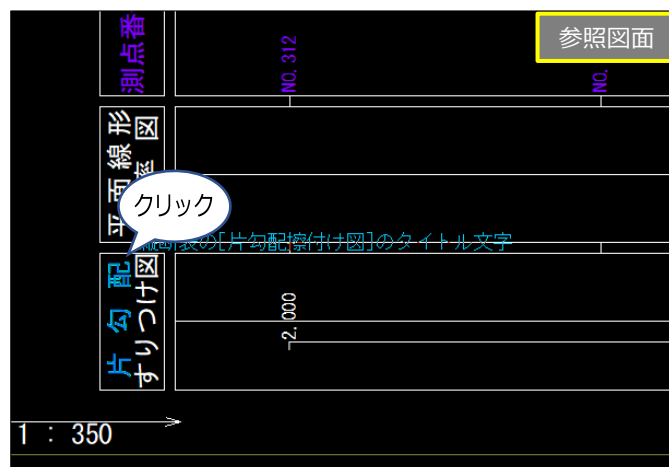 参照図面
測点番
NO.312
NO.
平面線形
図
クリック
縦断表の[片勾配擦付け図]のタイトル文字
片勾配
すりつけ図
-2.000
1 : 350